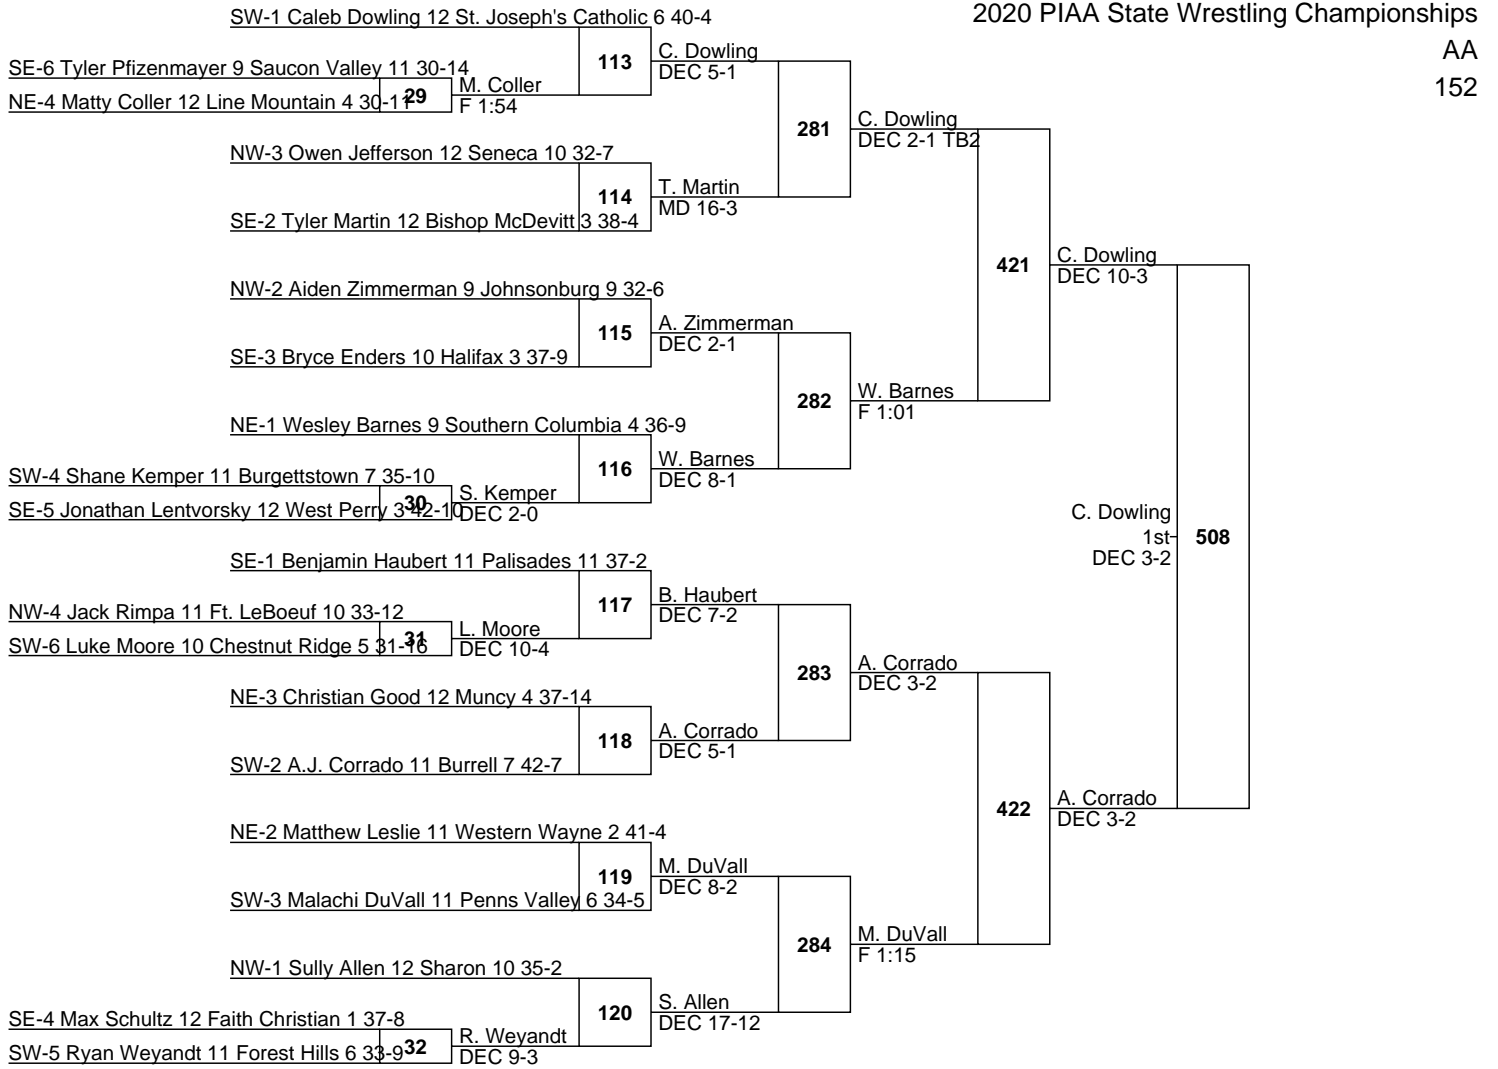 2020 PIAA State Wrestling Championships
AA
152
SW-1 Caleb Dowling 12 St. Joseph's Catholic 6 40-4
113
C. Dowling
DEC 5-1
SE-6 Tyler Pfizenmayer 9 Saucon Valley 11 30-14
NE-4 Matty Coller 12 Line Mountain 4 30-11
29
M. Coller
F 1:54
281
C. Dowling
DEC 2-1 TB2
NW-3 Owen Jefferson 12 Seneca 10 32-7
114
T. Martin
MD 16-3
SE-2 Tyler Martin 12 Bishop McDevitt 3 38-4
421
C. Dowling
DEC 10-3
NW-2 Aiden Zimmerman 9 Johnsonburg 9 32-6
115
A. Zimmerman
DEC 2-1
SE-3 Bryce Enders 10 Halifax 3 37-9
282
W. Barnes
F 1:01
NE-1 Wesley Barnes 9 Southern Columbia 4 36-9
116
W. Barnes
DEC 8-1
SW-4 Shane Kemper 11 Burgettstown 7 35-10
SE-5 Jonathan Lentvorsky 12 West Perry 3 42-10
30
S. Kemper
DEC 2-0
C. Dowling
1st
DEC 3-2
508
SE-1 Benjamin Haubert 11 Palisades 11 37-2
117
B. Haubert
DEC 7-2
NW-4 Jack Rimpa 11 Ft. LeBoeuf 10 33-12
SW-6 Luke Moore 10 Chestnut Ridge 5 31-16
31
L. Moore
DEC 10-4
283
A. Corrado
DEC 3-2
NE-3 Christian Good 12 Muncy 4 37-14
118
A. Corrado
DEC 5-1
SW-2 A.J. Corrado 11 Burrell 7 42-7
422
A. Corrado
DEC 3-2
NE-2 Matthew Leslie 11 Western Wayne 2 41-4
119
M. DuVall
DEC 8-2
SW-3 Malachi DuVall 11 Penns Valley 6 34-5
284
M. DuVall
F 1:15
NW-1 Sully Allen 12 Sharon 10 35-2
120
S. Allen
DEC 17-12
SE-4 Max Schultz 12 Faith Christian 1 37-8
SW-5 Ryan Weyandt 11 Forest Hills 6 33-9
32
R. Weyandt
DEC 9-3